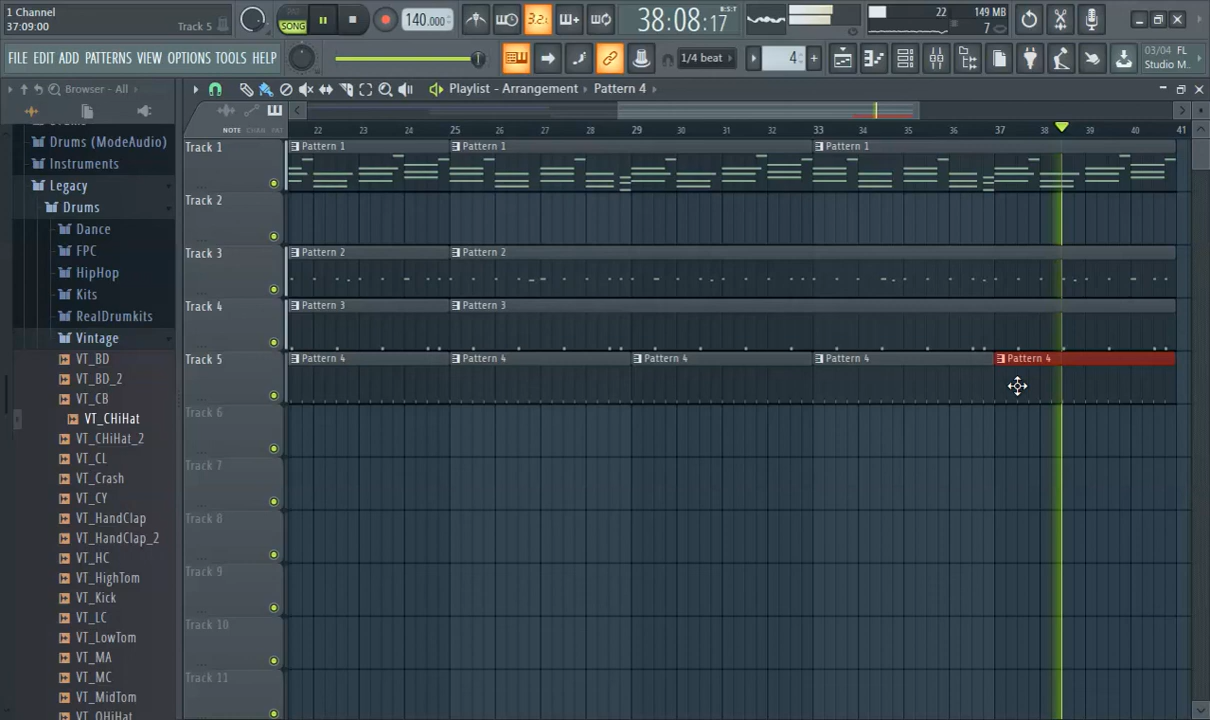 1 Channel
37:09:00
Track 5
PAT
SONG
140.000
3.2.
38:08:17
B:S:T
22
149 MB
7
FILE EDIT ADD PATTERNS VIEW OPTIONS TOOLS HELP
1/4 beat
4
03/04 FL
Studio M..
Browser - All
Playlist - Arrangement
Pattern 4
NOTE CHAN PAT
22 23 24 25 26 27 28 29 30 31 32 33 34 35 36 37 38 39 40 41
Drums (ModeAudio)
Instruments
Legacy
Drums
Dance
FPC
HipHop
Kits
RealDrumkits
Vintage
VT_BD
VT_BD_2
VT_CB
VT_CHiHat
VT_CHiHat_2
VT_CL
VT_Crash
VT_CY
VT_HandClap
VT_HandClap_2
VT_HC
VT_HighTom
VT_Kick
VT_LC
VT_LowTom
VT_MA
VT_MC
VT_MidTom
VT_OHiHat
Track 1
Pattern 1 Pattern 1 Pattern 1
Track 2
Track 3
Pattern 2 Pattern 2
Track 4
Pattern 3 Pattern 3
Track 5
Pattern 4 Pattern 4 Pattern 4 Pattern 4 Pattern 4
Track 6
Track 7
Track 8
Track 9
Track 10
Track 11